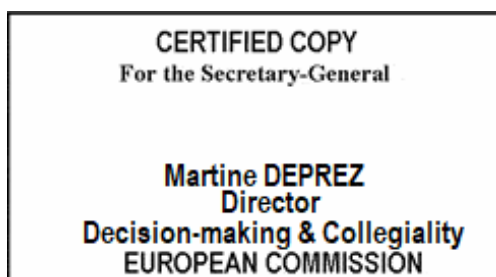 CERTIFIED COPY
For the Secretary-General
Martine DEPREZ
Director
Decision-making & Collegiality
EUROPEAN COMMISSION